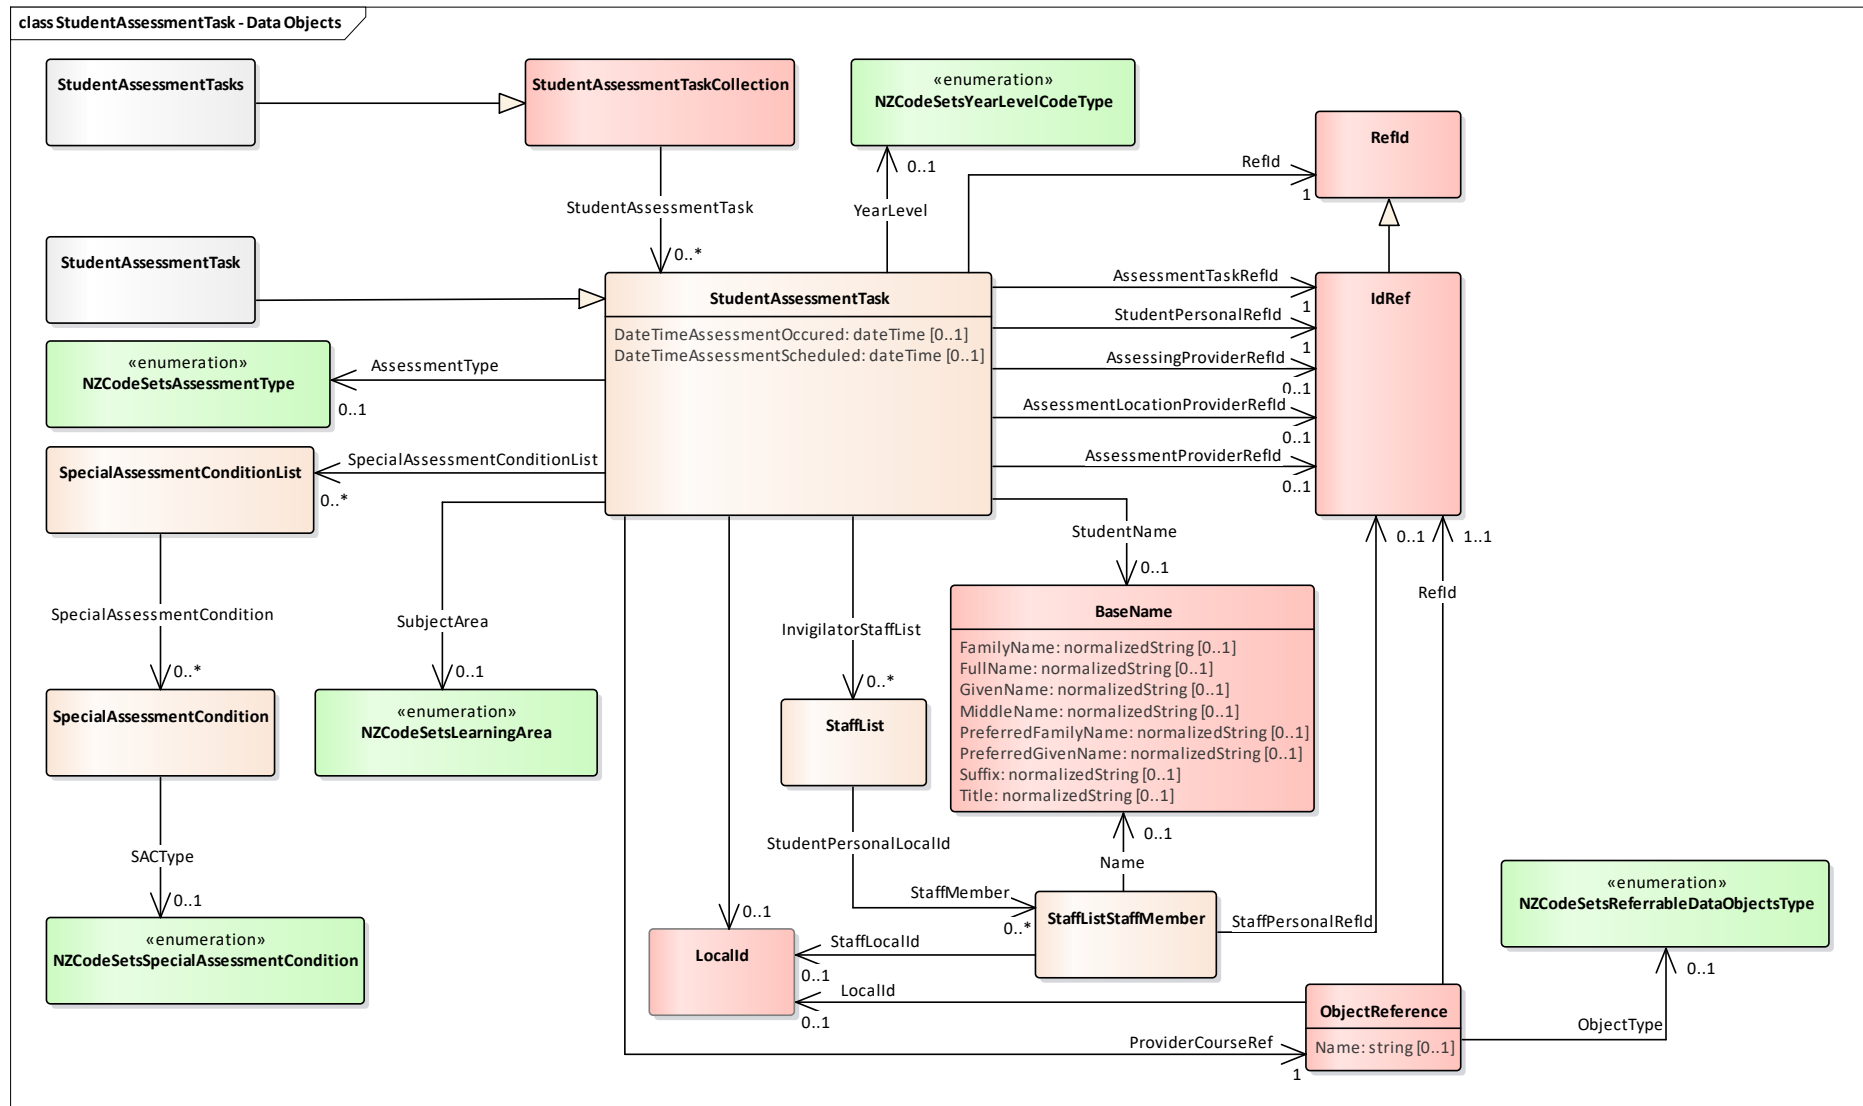 class StudentAssessmentTask - Data Objects
StudentAssessmentTasks
StudentAssessmentTaskCollection
«enumeration»
NZCodeSetsYearLevelCodeType
RefId
RefId
1
0..1
StudentAssessmentTask
YearLevel
0..*
StudentAssessmentTask
StudentAssessmentTask
DateTimeAssessmentOccured: dateTime [0..1]
DateTimeAssessmentScheduled: dateTime [0..1]
AssessmentTaskRefId
1
StudentPersonalRefId
1
AssessingProviderRefId
0..1
AssessmentLocationProviderRefId
0..1
AssessmentProviderRefId
0..1
IdRef
«enumeration»
NZCodeSetsAssessmentType
AssessmentType
0..1
SpecialAssessmentConditionList
SpecialAssessmentConditionList
0..*
StudentName
0..1
0..1
1..1
RefId
SpecialAssessmentCondition
0..*
SubjectArea
0..1
InvigilatorStaffList
0..*
BaseName
FamilyName: normalizedString [0..1]
FullName: normalizedString [0..1]
GivenName: normalizedString [0..1]
MiddleName: normalizedString [0..1]
PreferredFamilyName: normalizedString [0..1]
PreferredGivenName: normalizedString [0..1]
Suffix: normalizedString [0..1]
Title: normalizedString [0..1]
SpecialAssessmentCondition
«enumeration»
NZCodeSetsLearningArea
StaffList
SACType
0..1
StudentPersonalLocalId
0..1
0..1
Name
StaffMember
0..*
StaffListStaffMember
StaffPersonalRefId
«enumeration»
NZCodeSetsReferrableDataObjectsType
0..1
«enumeration»
NZCodeSetsSpecialAssessmentCondition
LocalId
StaffLocalId
0..1
LocalId
0..1
ObjectReference
Name: string [0..1]
ObjectType
ProviderCourseRef
1